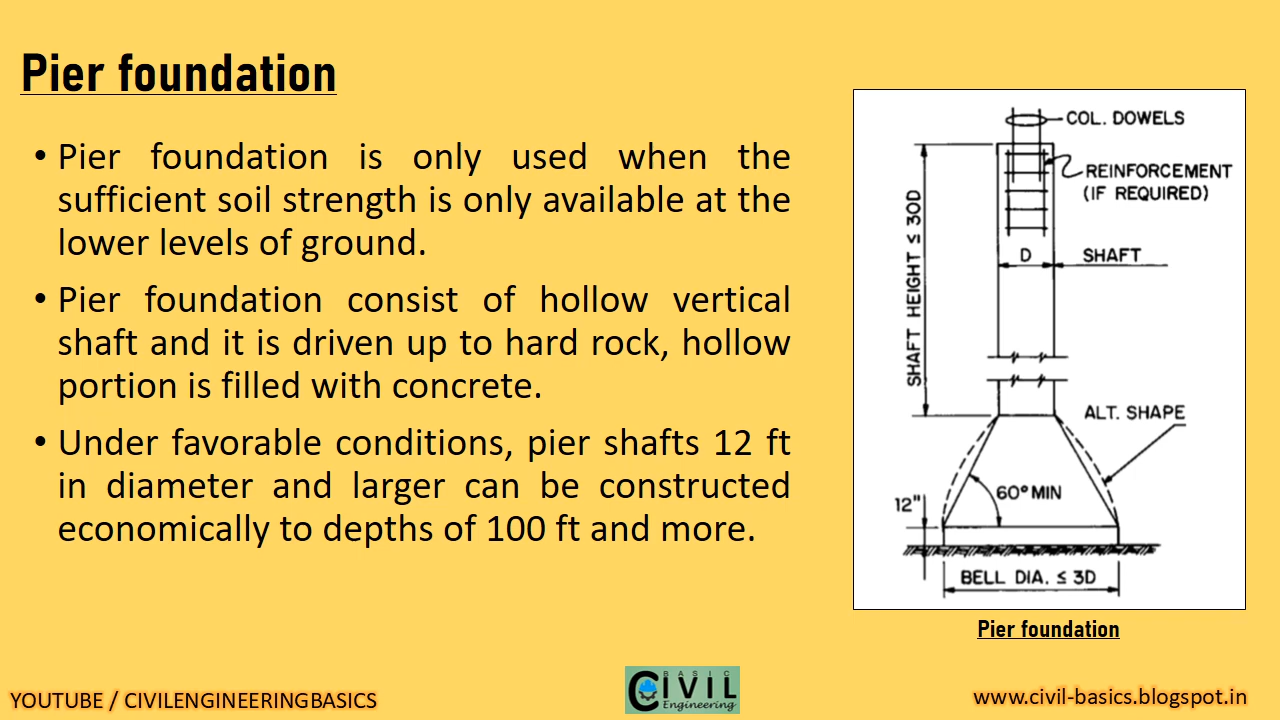 Pier foundation
• Pier foundation is only used when the
sufficient soil strength is only available at the
lower levels of ground.
• Pier foundation consist of hollow vertical
shaft and it is driven up to hard rock, hollow
portion is filled with concrete.
• Under favorable conditions, pier shafts 12 ft
in diameter and larger can be constructed
economically to depths of 100 ft and more.
COL. DOWELS
REINFORCEMENT
(IF REQUIRED)
SHAFT HEIGHT ≤ 30D
D
SHAFT
ALT. SHAPE
60° MIN
12"
BELL DIA. ≤ 3D
Pier foundation
YOUTUBE / CIVILENGINEERINGBASICS
BASIC
CIVIL
Engineering
www.civil-basics.blogspot.in